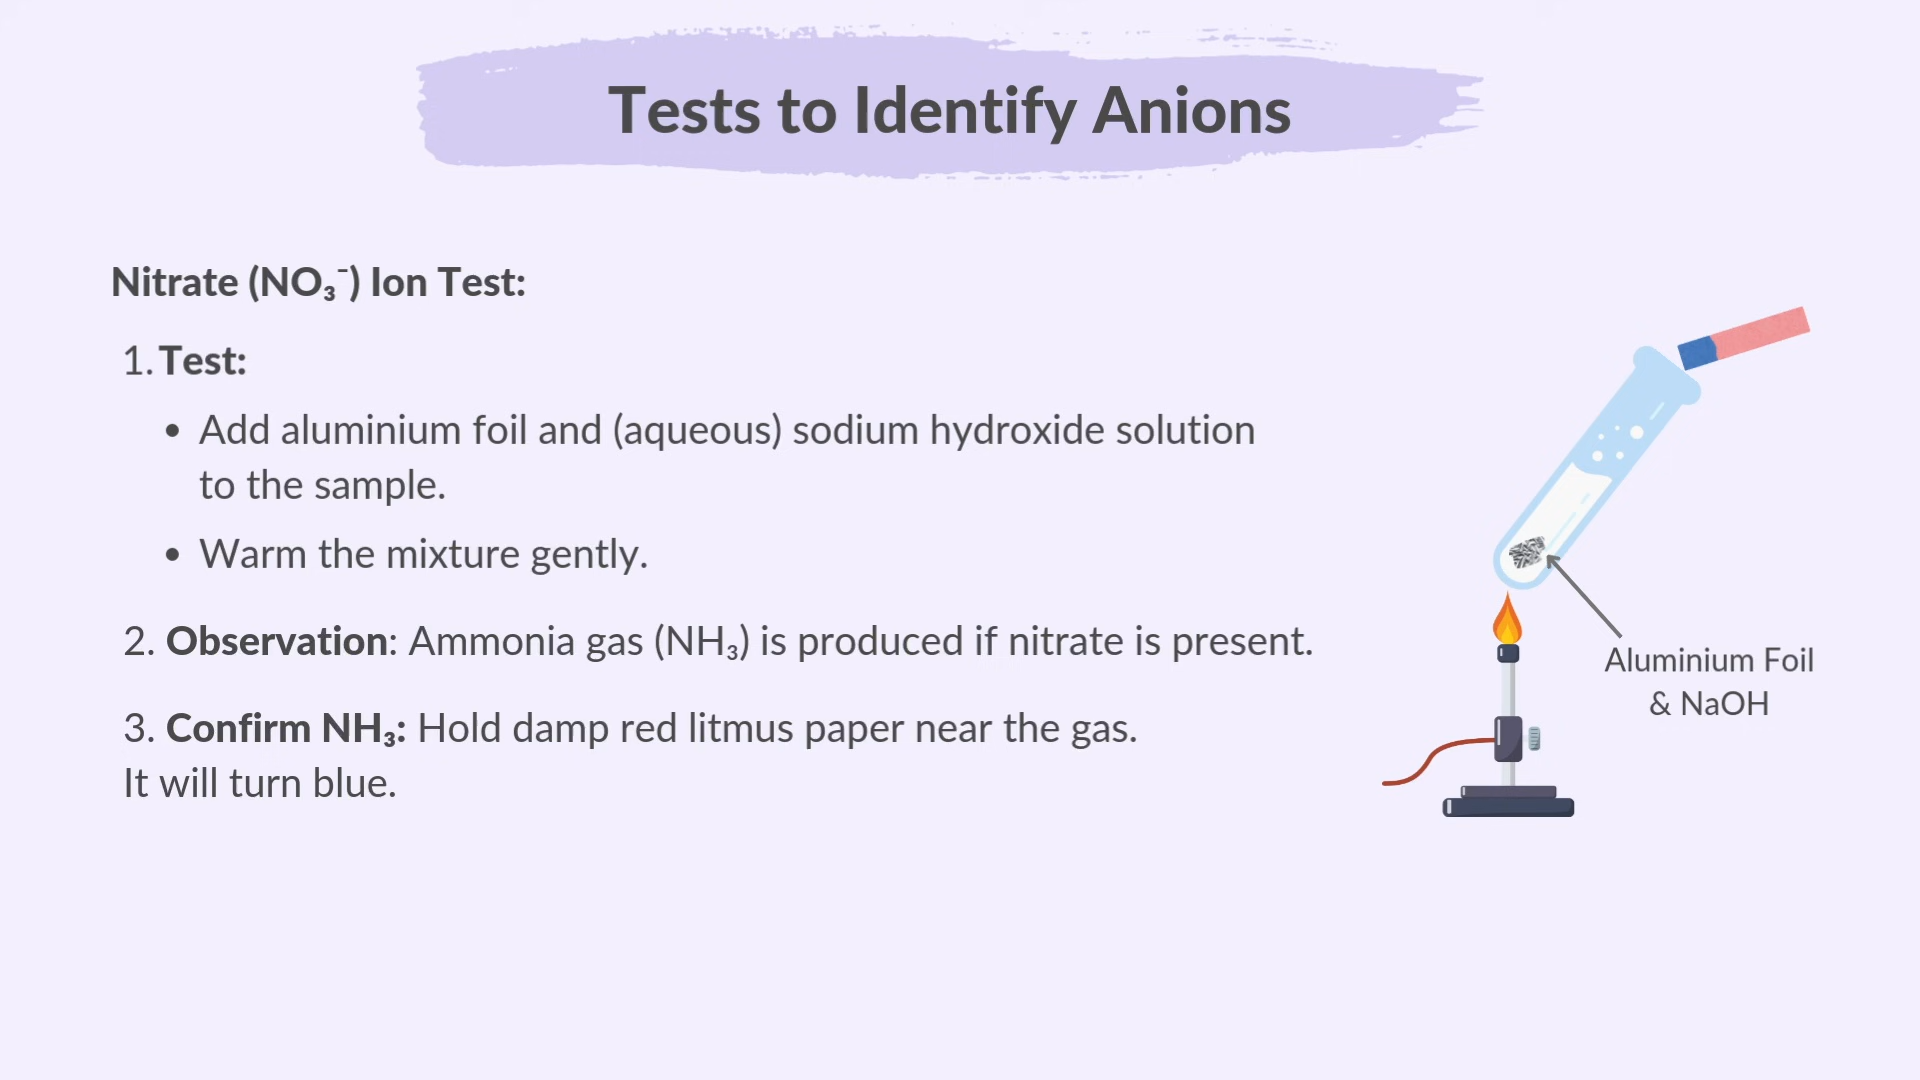 Tests to Identify Anions
Nitrate (NO₃⁻) Ion Test:
1. Test:
• Add aluminium foil and (aqueous) sodium hydroxide solution
to the sample.
• Warm the mixture gently.
2. Observation: Ammonia gas (NH₃) is produced if nitrate is present.
3. Confirm NH₃: Hold damp red litmus paper near the gas.
It will turn blue.
Aluminium Foil
& NaOH